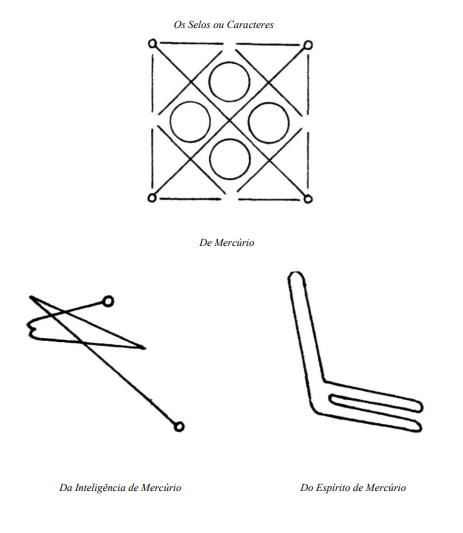 Os Selos ou Caracteres
De Mercúrio
Da Inteligência de Mercúrio
Do Espírito de Mercúrio